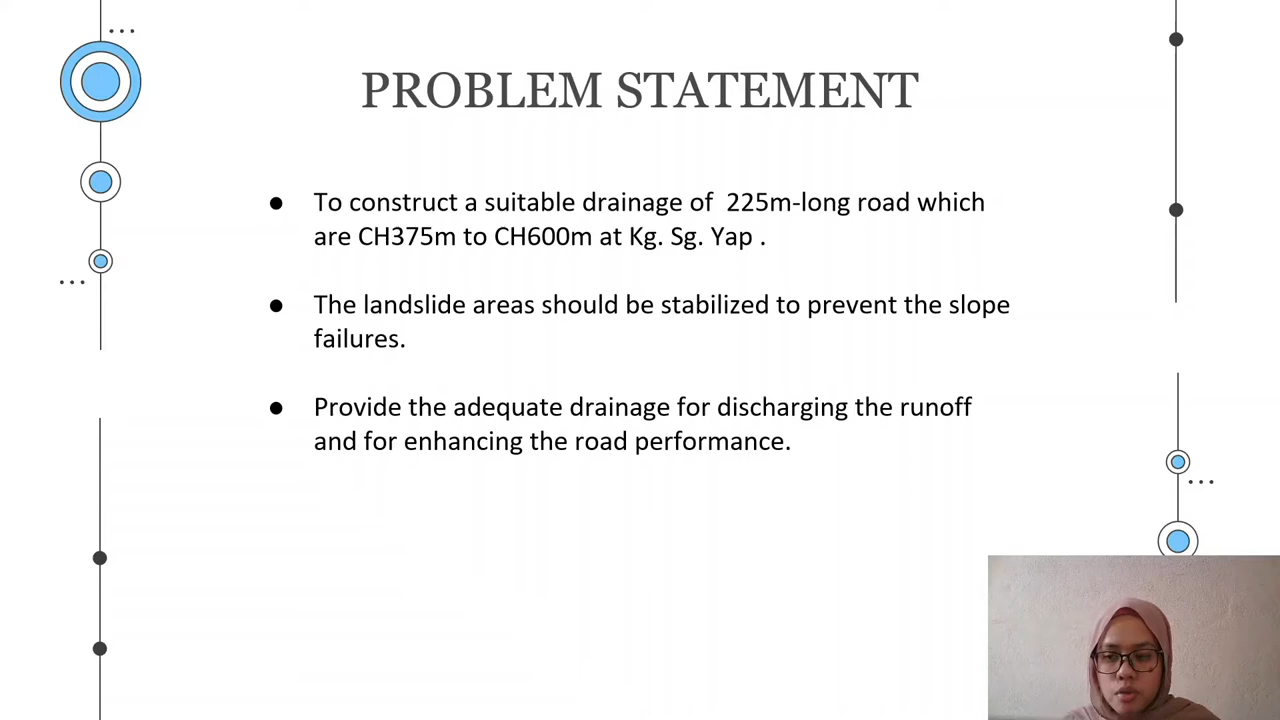 PROBLEM STATEMENT
● To construct a suitable drainage of 225m-long road which
are CH375m to CH600m at Kg. Sg. Yap .
● The landslide areas should be stabilized to prevent the slope
failures.
● Provide the adequate drainage for discharging the runoff
and for enhancing the road performance.